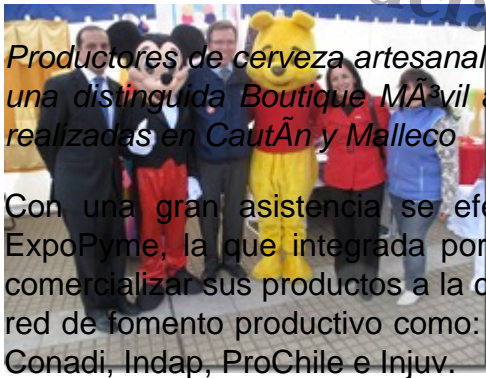 Productores de cerveza artesanal
una distinguida Boutique MÃ³vil a
realizadas en CautÃ­n y Malleco
Con una gran asistencia se efe
ExpoPyme, la que integrada por
comercializar sus productos a la c
red de fomento productivo como:
Conadi, Indap, ProChile e Injuv.